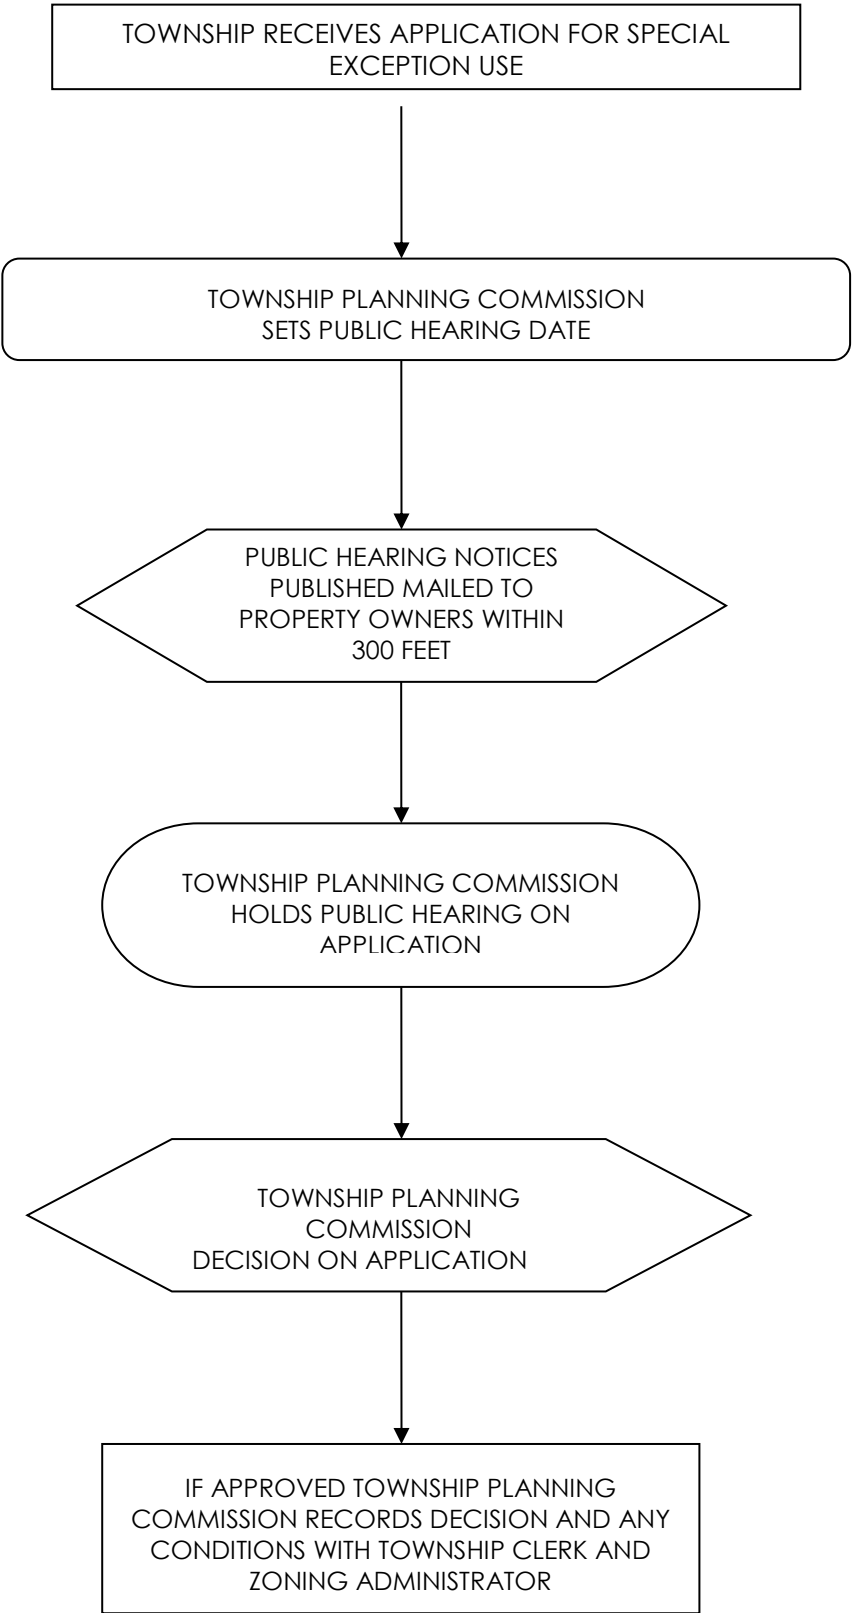 TOWNSHIP RECEIVES APPLICATION FOR SPECIAL
EXCEPTION USE
TOWNSHIP PLANNING COMMISSION
SETS PUBLIC HEARING DATE
PUBLIC HEARING NOTICES
PUBLISHED MAILED TO
PROPERTY OWNERS WITHIN
300 FEET
TOWNSHIP PLANNING COMMISSION
HOLDS PUBLIC HEARING ON
APPLICATION
TOWNSHIP PLANNING
COMMISSION
DECISION ON APPLICATION
IF APPROVED TOWNSHIP PLANNING
COMMISSION RECORDS DECISION AND ANY
CONDITIONS WITH TOWNSHIP CLERK AND
ZONING ADMINISTRATOR